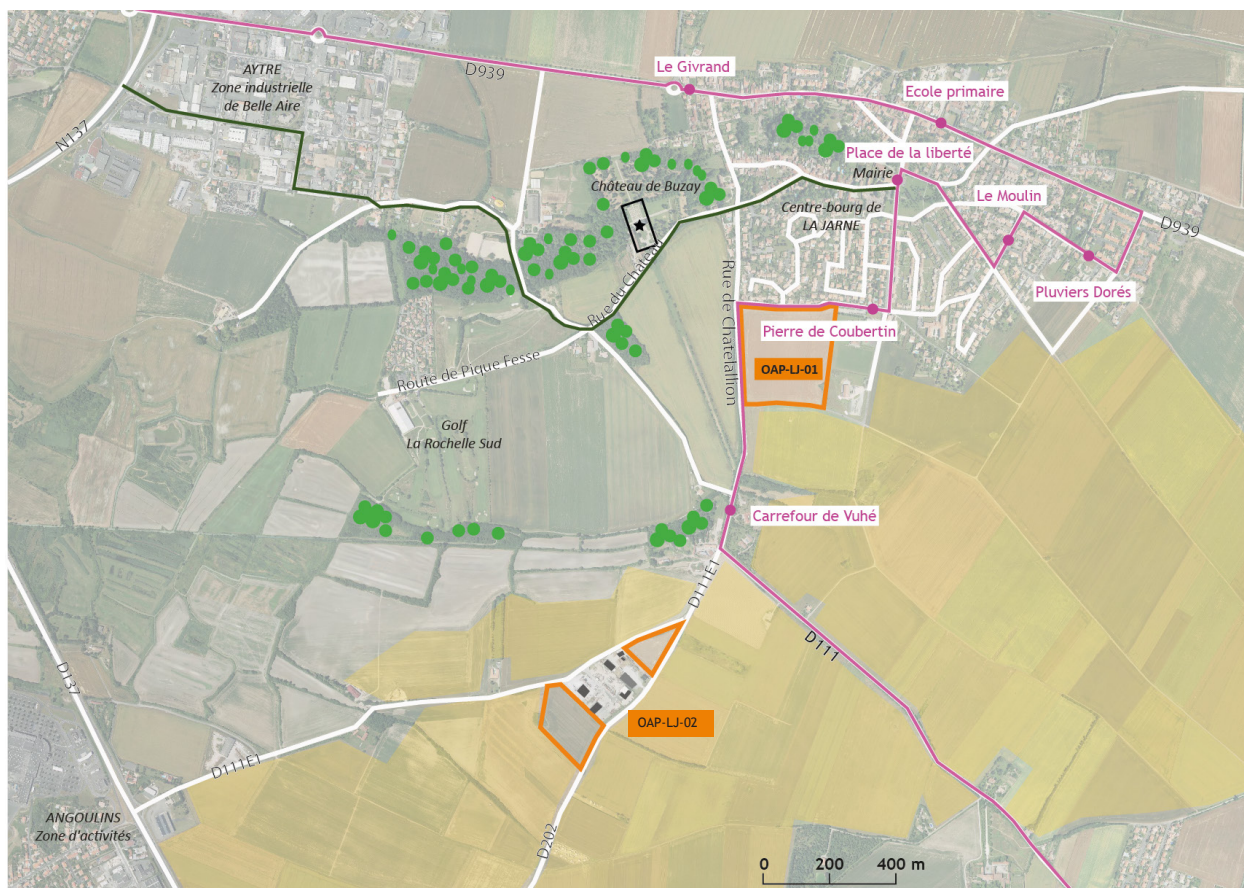 Le Givrand
D939
AYTRE
Zone industrielle
de Belle Aire
Ecole primaire
N137
Place de la liberté
Mairie
Château de Buzay
Le Moulin
Centre-bourg de
LA JARNE
D939
Rue du Château
Rue de Chatelallion
Pluviers Dorés
Pierre de Coubertin
Route de Pique Fesse
OAP-LJ-01
Golf
La Rochelle Sud
Carrefour de Vuhé
D111E1
D111
D137
OAP-LJ-02
D111E1
ANGOULINS
Zone d'activités
D202
0 200 400 m